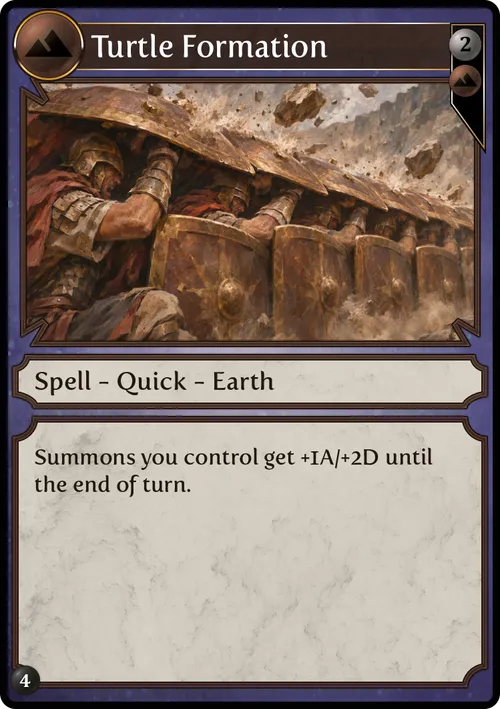 Turtle Formation
2
Spell - Quick - Earth
Summons you control get +1A/+2D until
the end of turn.
4